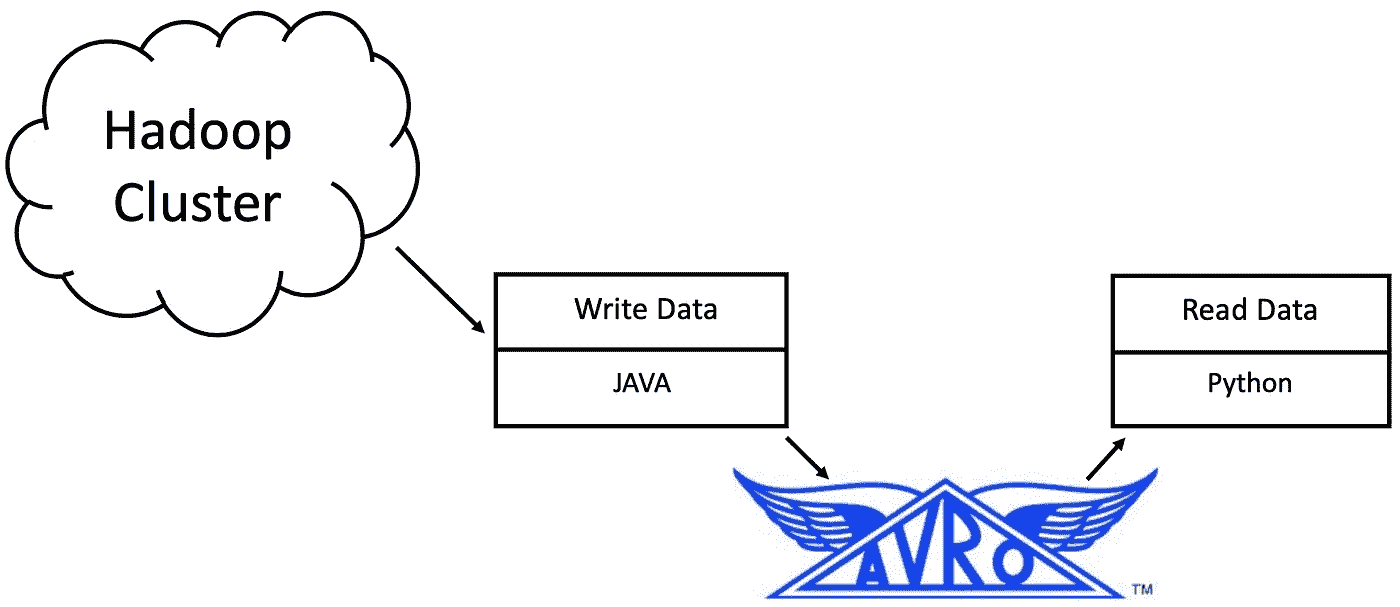 Hadoop
Cluster
Write Data
JAVA
Read Data
Python
AVRO
TM